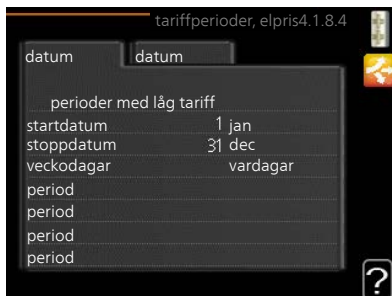 tariffperioder, elpris4.1.8.4
datum datum
perioder med låg tariff
startdatum 1 jan
stoppdatum 31 dec
veckodagar vardagar
period
period
period
period
?